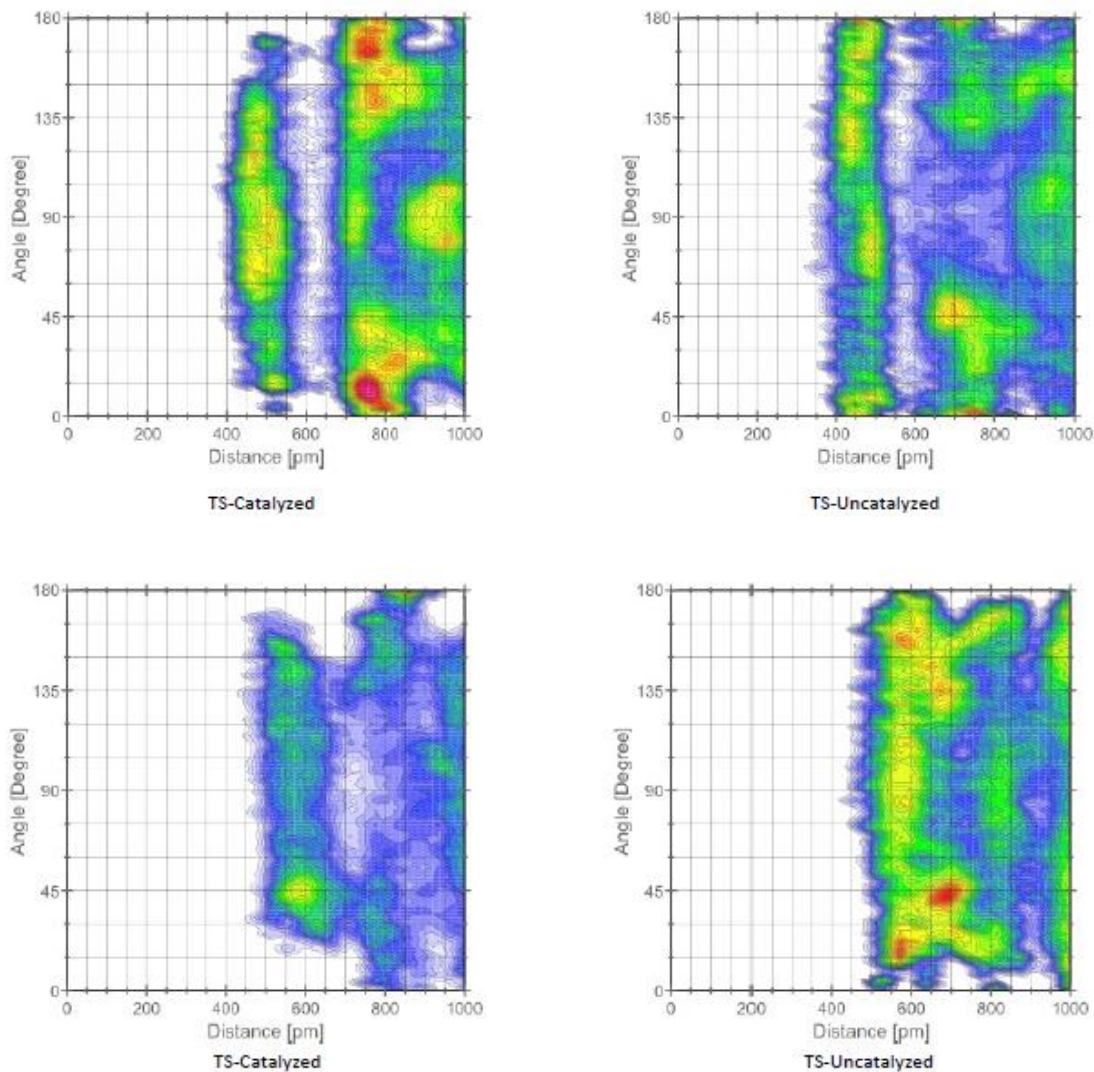 180 180
135 135
Angle [Degree] 90 Angle [Degree] 90
45 45
0 0
0 200 400 600 800 1000 0 200 400 600 800 1000
Distance [pm] Distance [pm]
TS-Catalyzed TS-Uncatalyzed
180 180
135 135
Angle [Degree] 90 Angle [Degree] 90
45 45
0 0
0 200 400 600 800 1000 0 200 400 600 800 1000
Distance [pm] Distance [pm]
TS-Catalyzed TS-Uncatalyzed